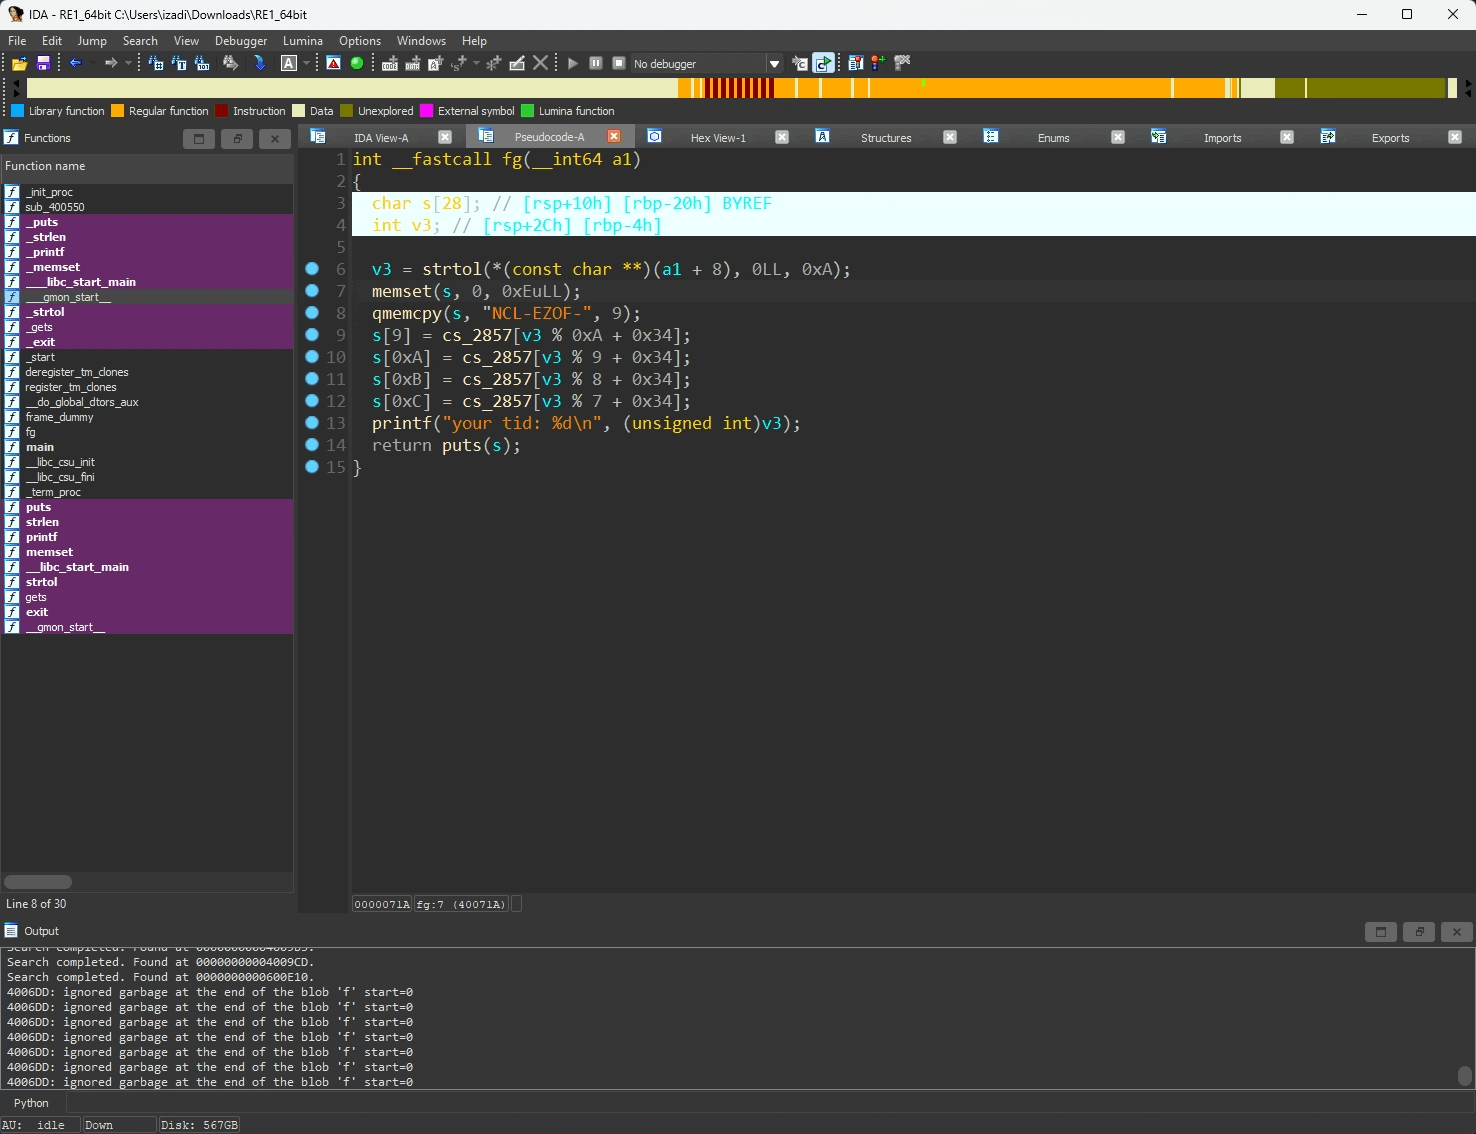 IDA - RE1_64bit C:\Users\izadi\Downloads\RE1_64bit
File Edit Jump Search View Debugger Lumina Options Windows Help
No debugger
Library function Regular function Instruction Data Unexplored External symbol Lumina function
Functions
IDA View-A Pseudocode-A Hex View-1 Structures Enums Imports Exports
Function name
_init_proc
sub_400550
_puts
_strlen
_printf
_memset
___libc_start_main
___gmon_start__
_strtol
_gets
_exit
_start
deregister_tm_clones
register_tm_clones
__do_global_dtors_aux
frame_dummy
fg
main
__libc_csu_init
__libc_csu_fini
_term_proc
puts
strlen
printf
memset
__libc_start_main
strtol
gets
exit
__gmon_start__
Line 8 of 30
1 int __fastcall fg(__int64 a1)
2 {
3 char s[28]; // [rsp+10h] [rbp-20h] BYREF
4 int v3; // [rsp+2Ch] [rbp-4h]
5
6 v3 = strtol(*(const char **)(a1 + 8), 0LL, 0xA);
7 memset(s, 0, 0xEuLL);
8 qmemcpy(s, "NCL-EZOF-", 9);
9 s[9] = cs_2857[v3 % 0xA + 0x34];
10 s[0xA] = cs_2857[v3 % 9 + 0x34];
11 s[0xB] = cs_2857[v3 % 8 + 0x34];
12 s[0xC] = cs_2857[v3 % 7 + 0x34];
13 printf("your tid: %d\n", (unsigned int)v3);
14 return puts(s);
15 }
0000071A fg:7 (40071A)
Output
Search completed. Found at 00000000004009CD.
Search completed. Found at 0000000000600E10.
4006DD: ignored garbage at the end of the blob 'f' start=0
4006DD: ignored garbage at the end of the blob 'f' start=0
4006DD: ignored garbage at the end of the blob 'f' start=0
4006DD: ignored garbage at the end of the blob 'f' start=0
4006DD: ignored garbage at the end of the blob 'f' start=0
4006DD: ignored garbage at the end of the blob 'f' start=0
4006DD: ignored garbage at the end of the blob 'f' start=0
Python
AU: idle Down Disk: 567GB